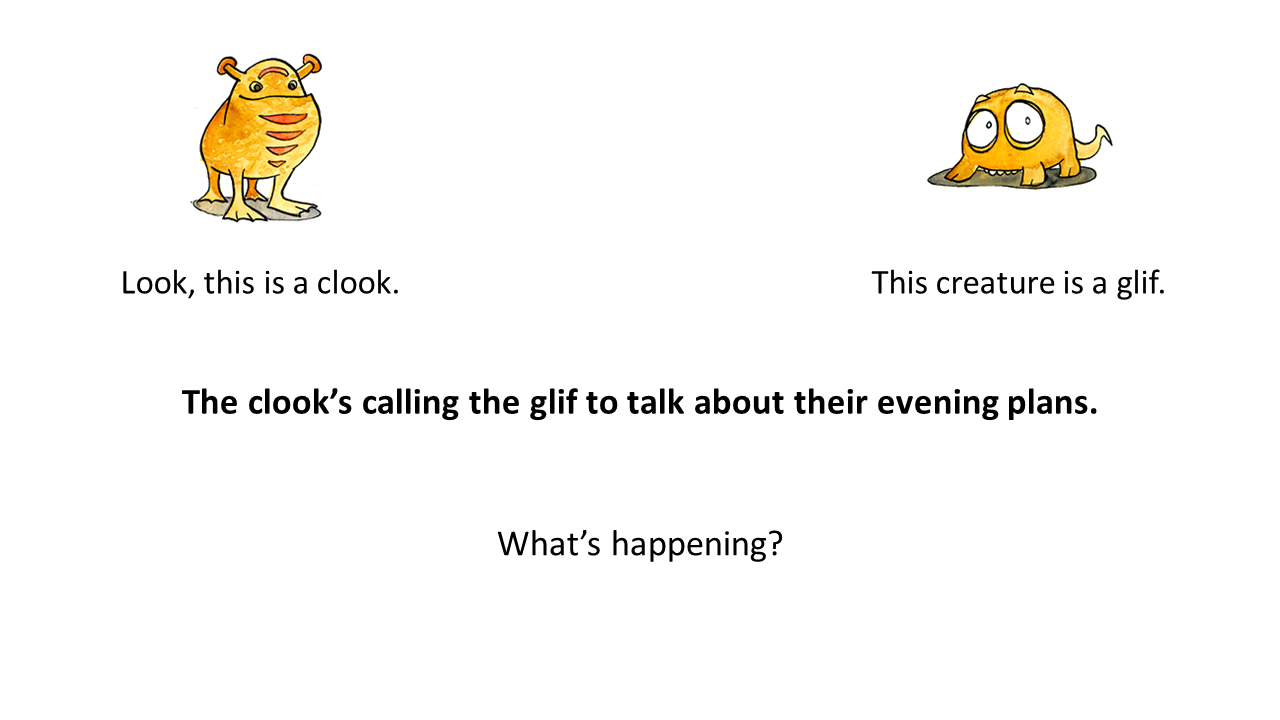 Look, this is a clook.
This creature is a glif.
The clook’s calling the glif to talk about their evening plans.
What’s happening?